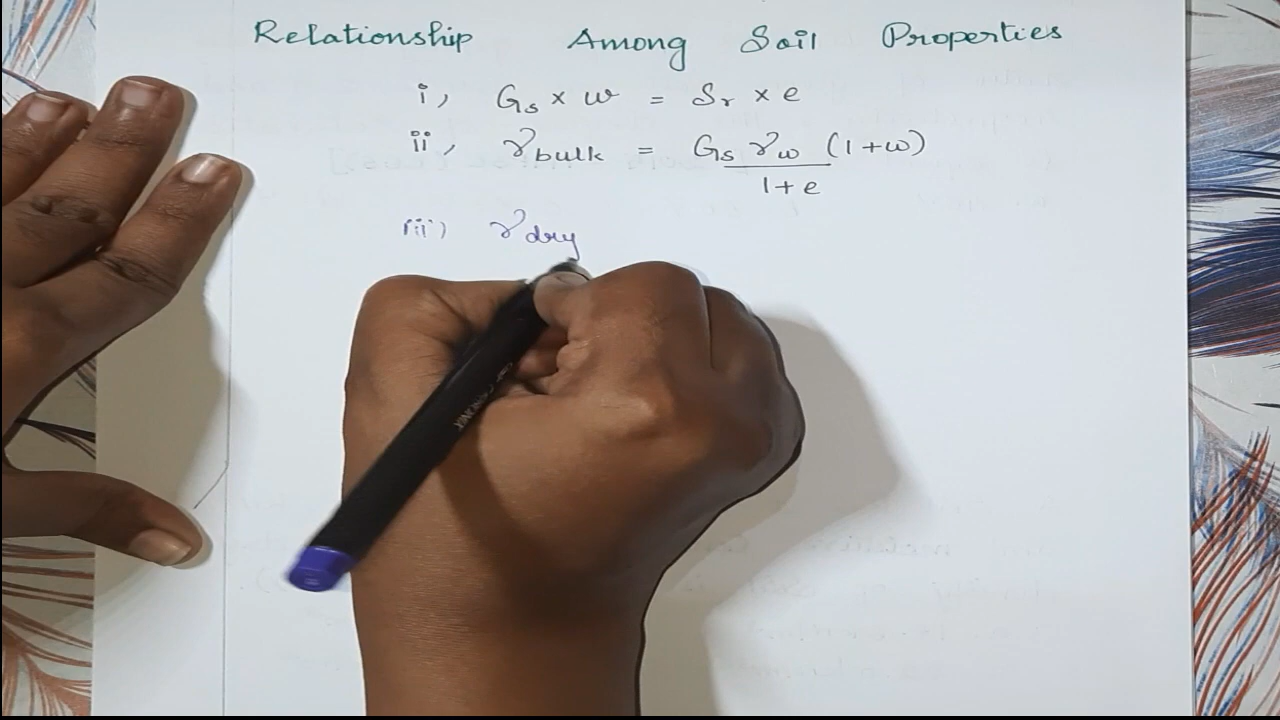 Relationship Among Soil Properties
i, Gs × w = Sr × e
ii, γbulk = Gs γw (1+w)
1+e
iii) γdry